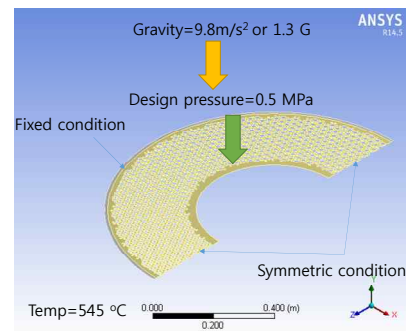 ANSYS
R14.5
Gravity=9.8m/s² or 1.3 G
Design pressure=0.5 MPa
Fixed condition
Symmetric condition
Temp=545 ºC
0.000
0.400 (m)
0.200
Y
Z
X